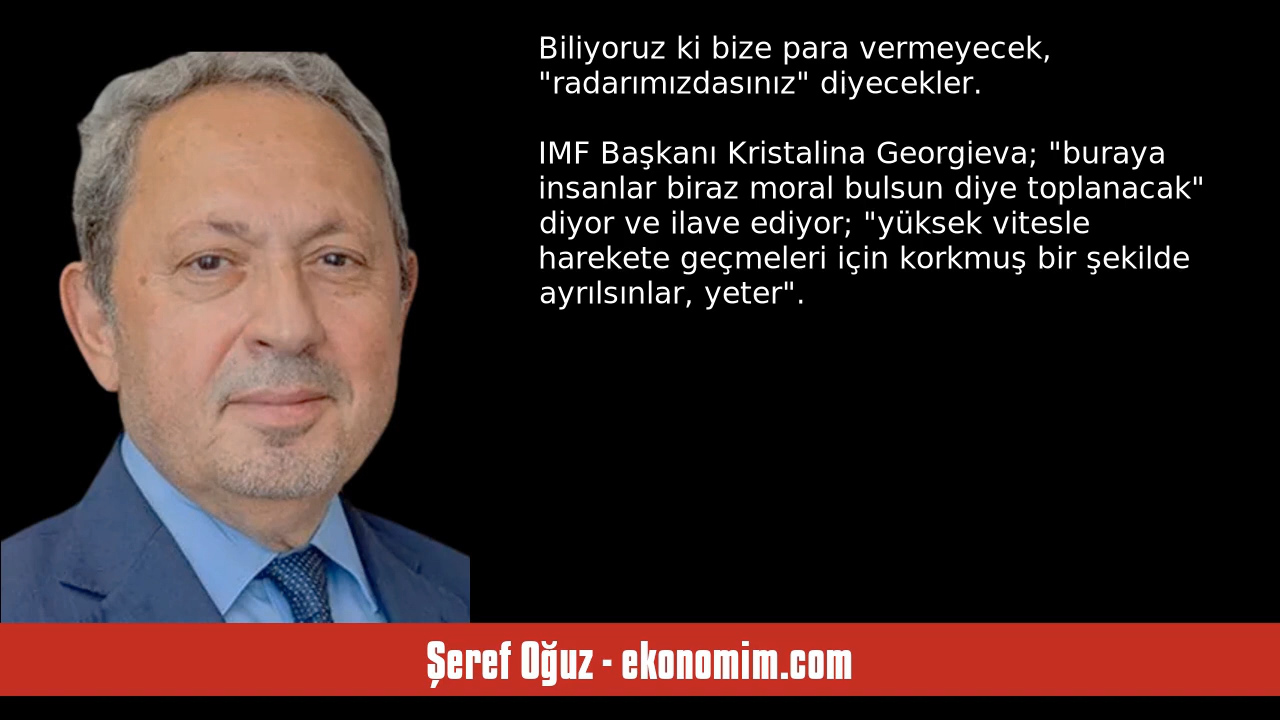 Biliyoruz ki bize para vermeyecek,
"radarımızdasınız" diyecekler.
IMF Başkanı Kristalina Georgieva; "buraya
insanlar biraz moral bulsun diye toplanacak"
diyor ve ilave ediyor; "yüksek vitesle
harekete geçmeleri için korkmuş bir şekilde
ayrılsınlar, yeter".
Şeref Oğuz - ekonomim.com